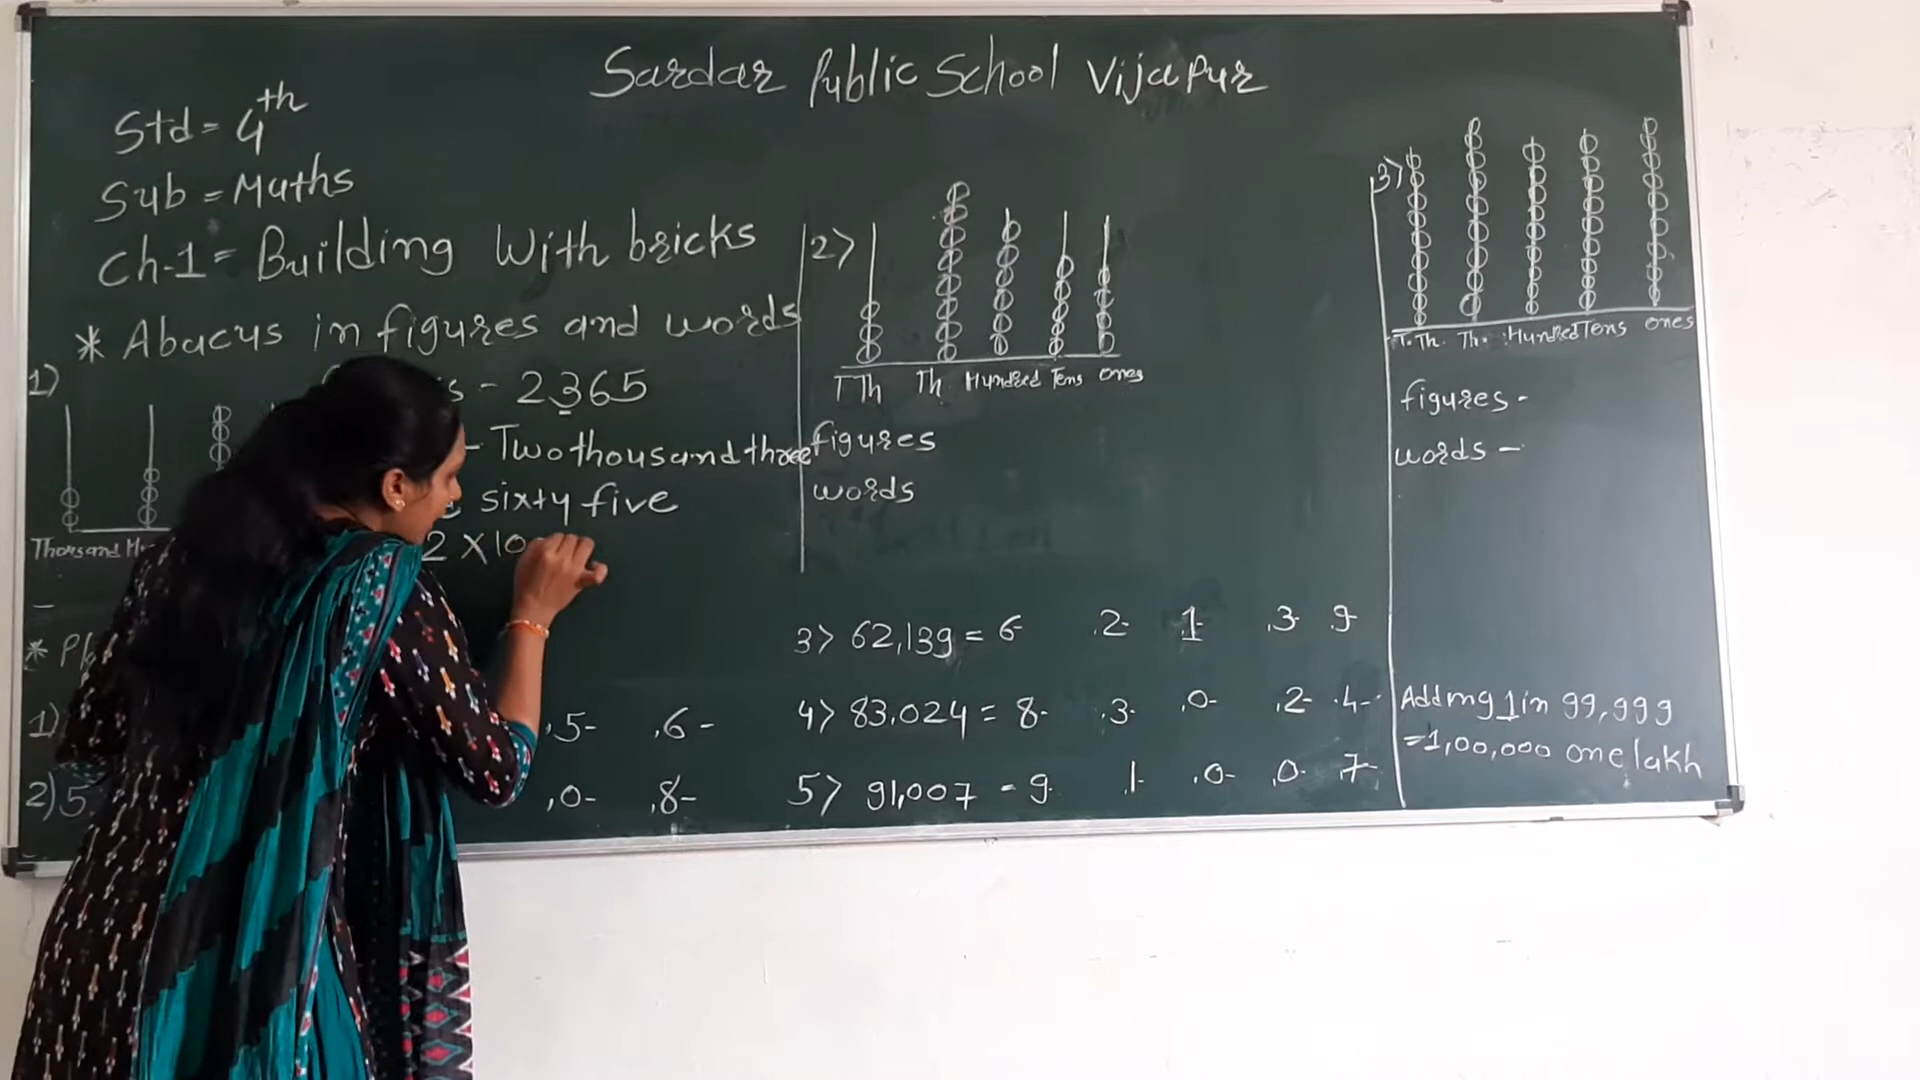 Sardar Public School Vijapur
Std = 4th
Sub = Maths
Ch-1 = Building With bricks
* Abacus in figures and words
1)
- 2365
- Two thousand three
sixty five
2 X 10
Thousand
*
1)
,5- ,6-
2) 5
,0- ,8-
2>
T Th Th Hundred Tens ones
figures
words
3> 62,139 = 6- ,2- ,1- ,3- 9-
4> 83,024 = 8- ,3- ,0- ,2- ,4-
5> 91,007 = 9- ,1- ,0- ,0- ,7-
3>
T.Th. Th. Hundred Tens ones
figures -
words -
Adding 1 in 99,999
=1,00,000 one lakh